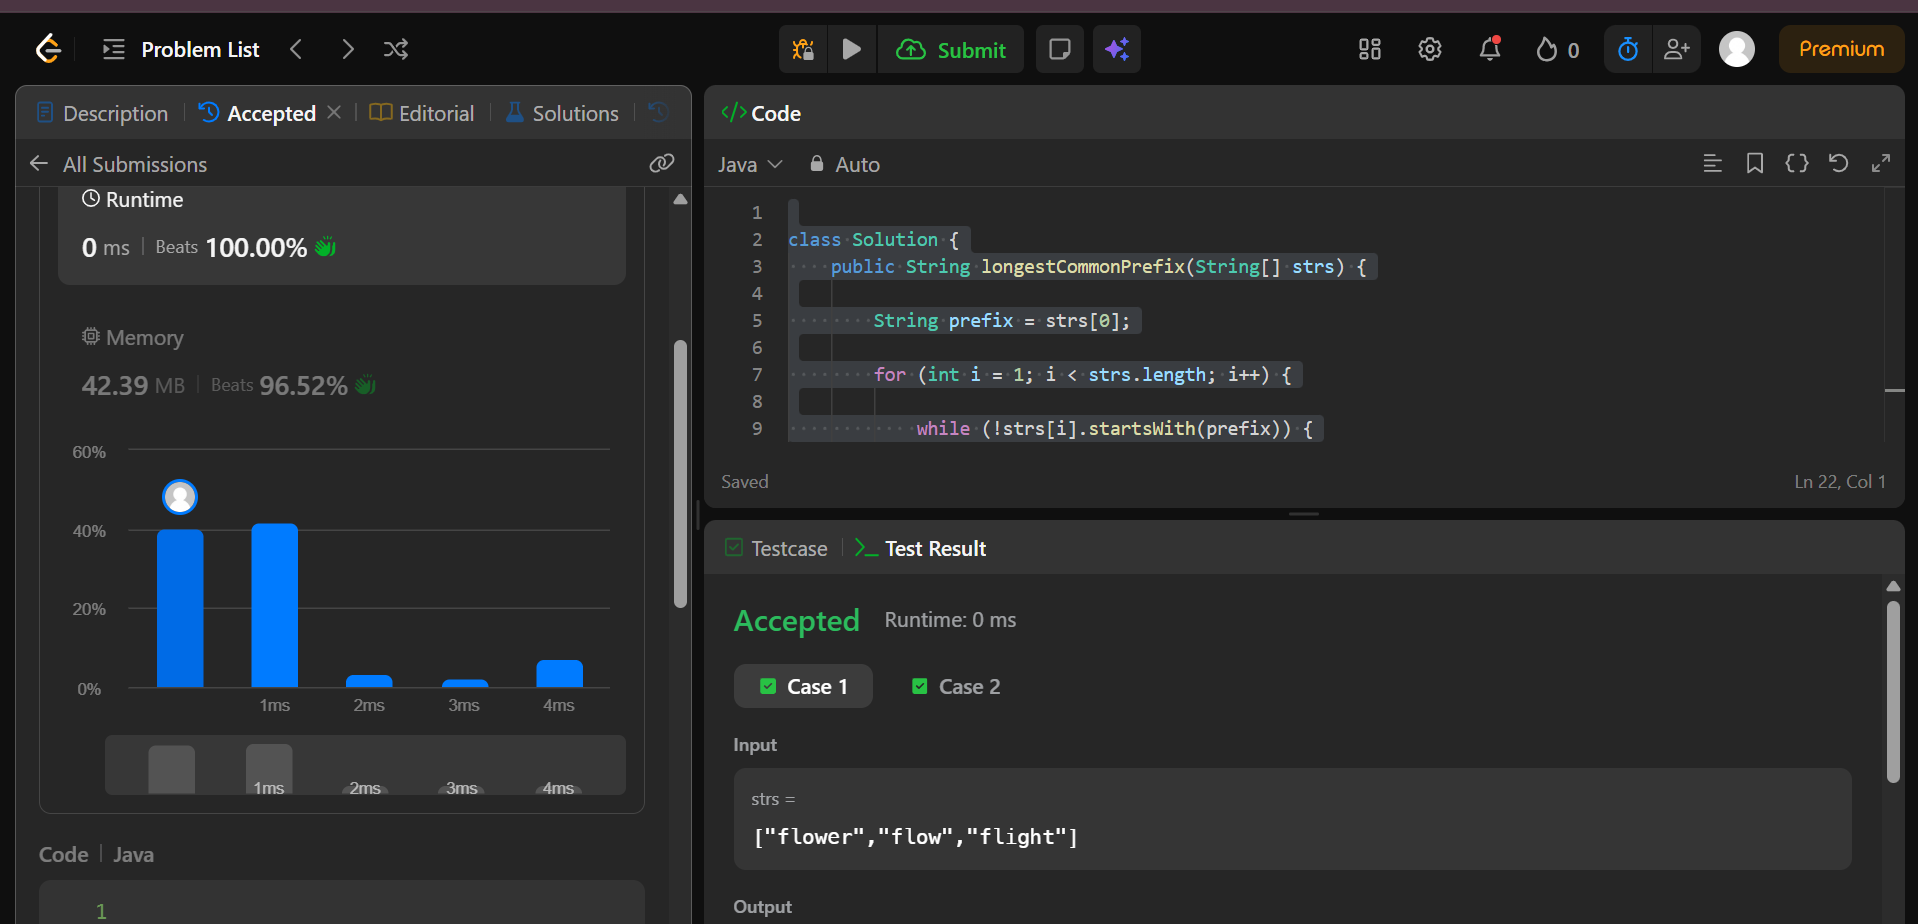 Problem List
Submit
0
Premium
Description
Accepted
Editorial
Solutions
All Submissions
Runtime
0 ms
Beats 100.00%
Memory
42.39 MB
Beats 96.52%
60%
40%
20%
0%
1ms 2ms 3ms 4ms
1ms 2ms 3ms 4ms
Code | Java
1
</> Code
Java Auto
1
2 class Solution {
3 public String longestCommonPrefix(String[] strs) {
4
5 String prefix = strs[0];
6
7 for (int i = 1; i < strs.length; i++) {
8
9 while (!strs[i].startsWith(prefix)) {
Saved
Ln 22, Col 1
Testcase
Test Result
Accepted Runtime: 0 ms
Case 1 Case 2
Input
strs =
["flower","flow","flight"]
Output